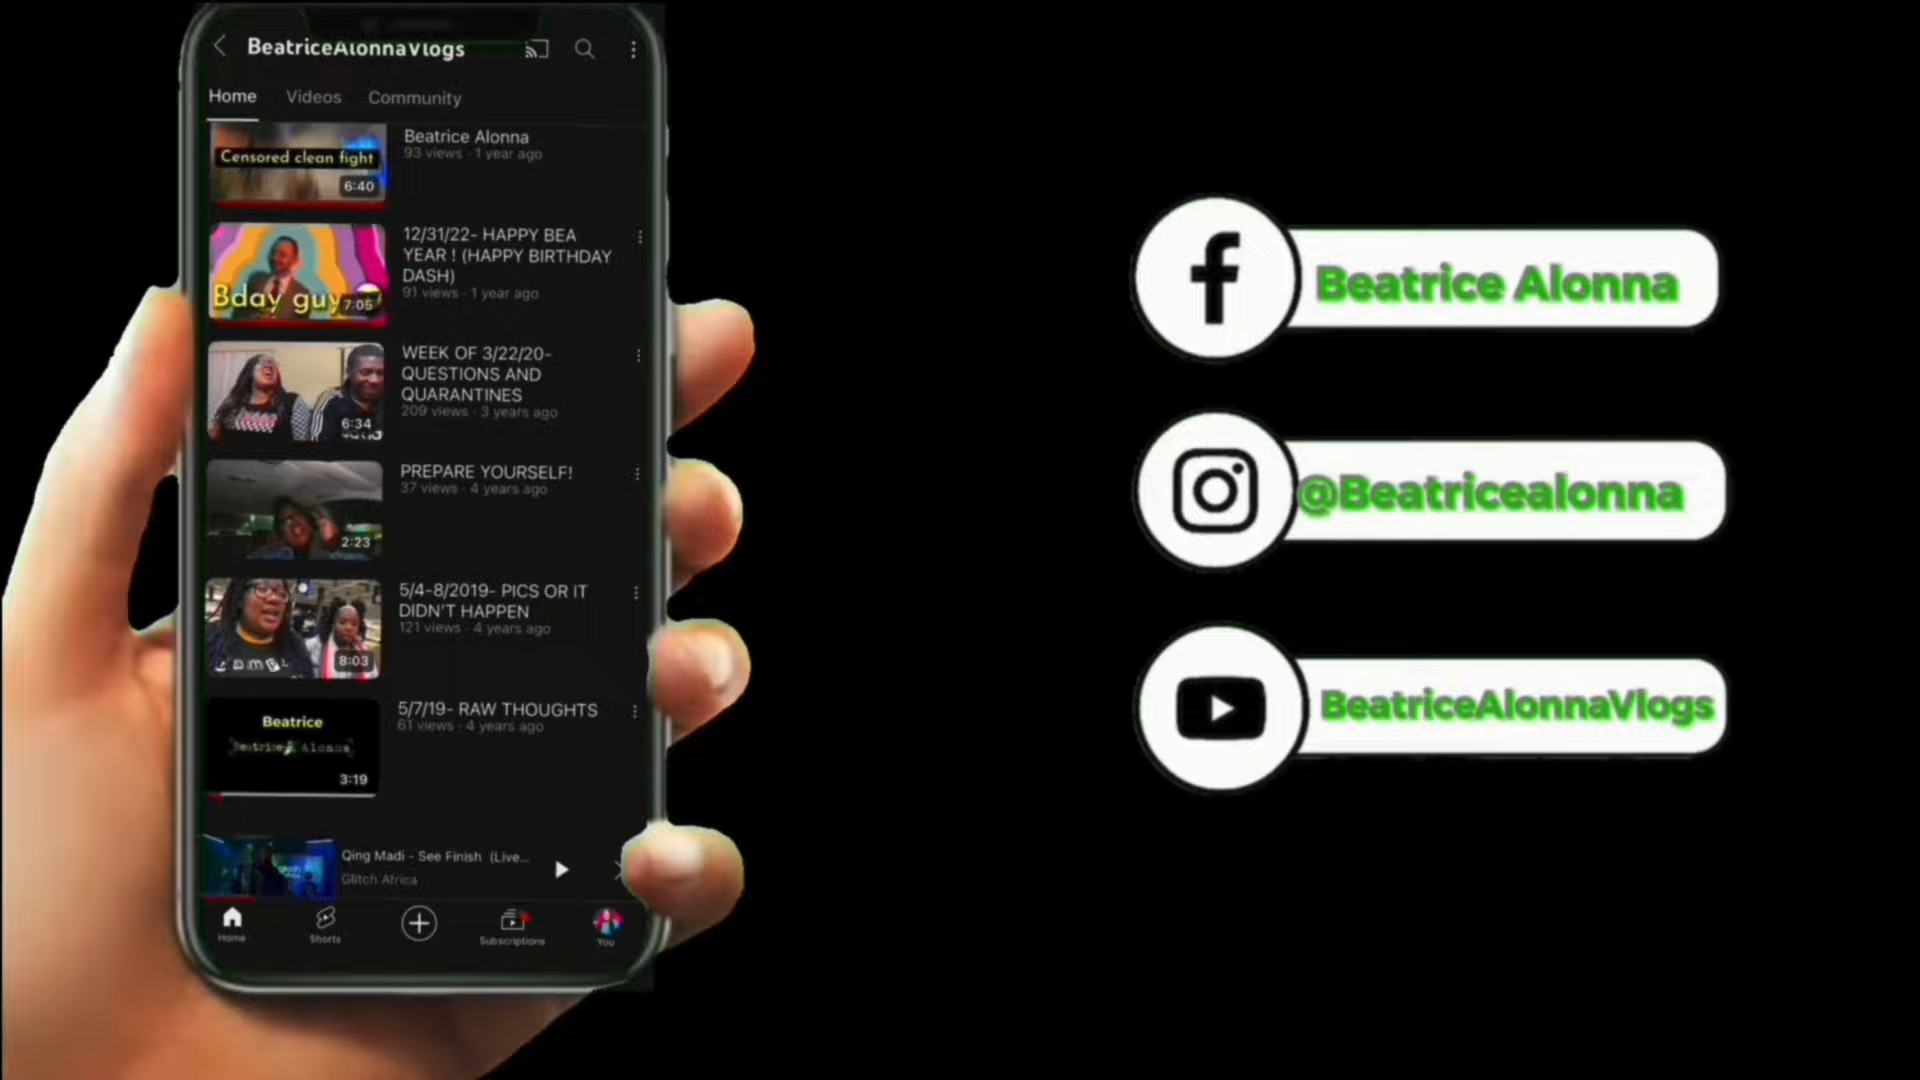 BeatriceAlonnaVlogs
Home Videos Community
Censored clean fight
6:40
Beatrice Alonna
93 views · 1 year ago
Bday guy
7:05
12/31/22- HAPPY BEA
YEAR ! (HAPPY BIRTHDAY
DASH)
91 views · 1 year ago
6:34
WEEK OF 3/22/20-
QUESTIONS AND
QUARANTINES
209 views · 3 years ago
2:23
PREPARE YOURSELF!
37 views · 4 years ago
8:03
5/4-8/2019- PICS OR IT
DIDN'T HAPPEN
121 views · 4 years ago
Beatrice
Beatrice Alonna
3:19
5/7/19- RAW THOUGHTS
61 views · 4 years ago
Qing Madi - See Finish (Live...
Glitch Africa
Home Shorts Subscriptions You
Beatrice Alonna
@Beatricealonna
BeatriceAlonnaVlogs